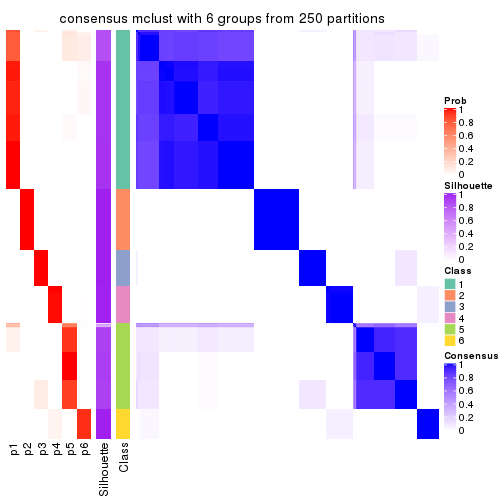 consensus mclust with 6 groups from 250 partitions
Prob
1
0.8
0.6
0.4
0.2
0
Silhouette
1
0.8
0.6
0.4
0.2
0
Class
1
2
3
4
5
6
Consensus
1
0.8
0.6
0.4
0.2
0
p1
p2
p3
p4
p5
p6
Silhouette
Class